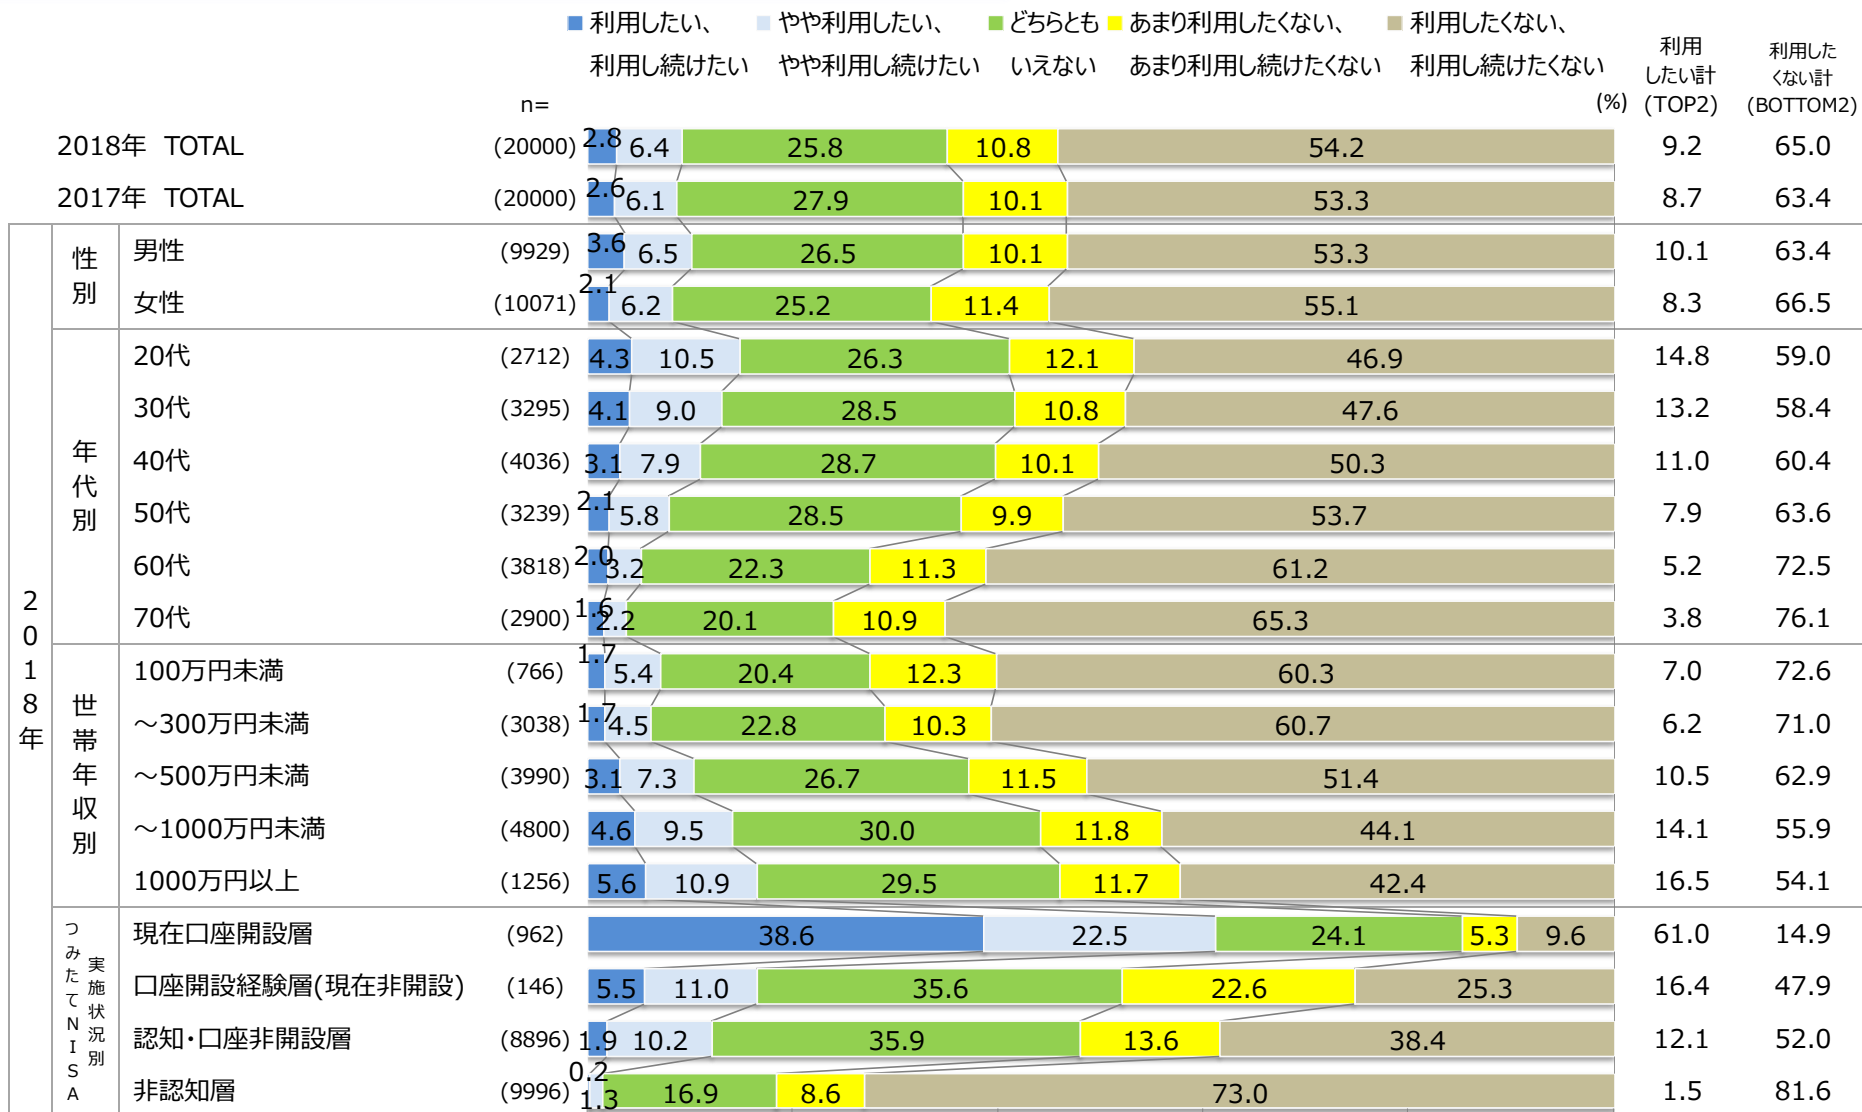 利用したい、 やや利用したい、 どちらとも あまり利用したくない、 利用したくない、
利用し続けたい やや利用し続けたい いえない あまり利用し続けたくない 利用し続けたくない
利用したい計(TOP2) 利用したくない計(BOTTOM2)
n= (%)
2018年 TOTAL (20000) 2.8 6.4 25.8 10.8 54.2 9.2 65.0
2017年 TOTAL (20000) 2.6 6.1 27.9 10.1 53.3 8.7 63.4
2018年
性別
男性 (9929) 3.6 6.5 26.5 10.1 53.3 10.1 63.4
女性 (10071) 2.1 6.2 25.2 11.4 55.1 8.3 66.5
年代別
20代 (2712) 4.3 10.5 26.3 12.1 46.9 14.8 59.0
30代 (3295) 4.1 9.0 28.5 10.8 47.6 13.2 58.4
40代 (4036) 3.1 7.9 28.7 10.1 50.3 11.0 60.4
50代 (3239) 2.1 5.8 28.5 9.9 53.7 7.9 63.6
60代 (3818) 2.0 3.2 22.3 11.3 61.2 5.2 72.5
70代 (2900) 1.6 2.2 20.1 10.9 65.3 3.8 76.1
世帯年収別
100万円未満 (766) 1.7 5.4 20.4 12.3 60.3 7.0 72.6
～300万円未満 (3038) 1.7 4.5 22.8 10.3 60.7 6.2 71.0
～500万円未満 (3990) 3.1 7.3 26.7 11.5 51.4 10.5 62.9
～1000万円未満 (4800) 4.6 9.5 30.0 11.8 44.1 14.1 55.9
1000万円以上 (1256) 5.6 10.9 29.5 11.7 42.4 16.5 54.1
つみたてNISA
実施状況別
現在口座開設層 (962) 38.6 22.5 24.1 5.3 9.6 61.0 14.9
口座開設経験層(現在非開設) (146) 5.5 11.0 35.6 22.6 25.3 16.4 47.9
認知・口座非開設層 (8896) 1.9 10.2 35.9 13.6 38.4 12.1 52.0
非認知層 (9996) 0.2 1.3 16.9 8.6 73.0 1.5 81.6